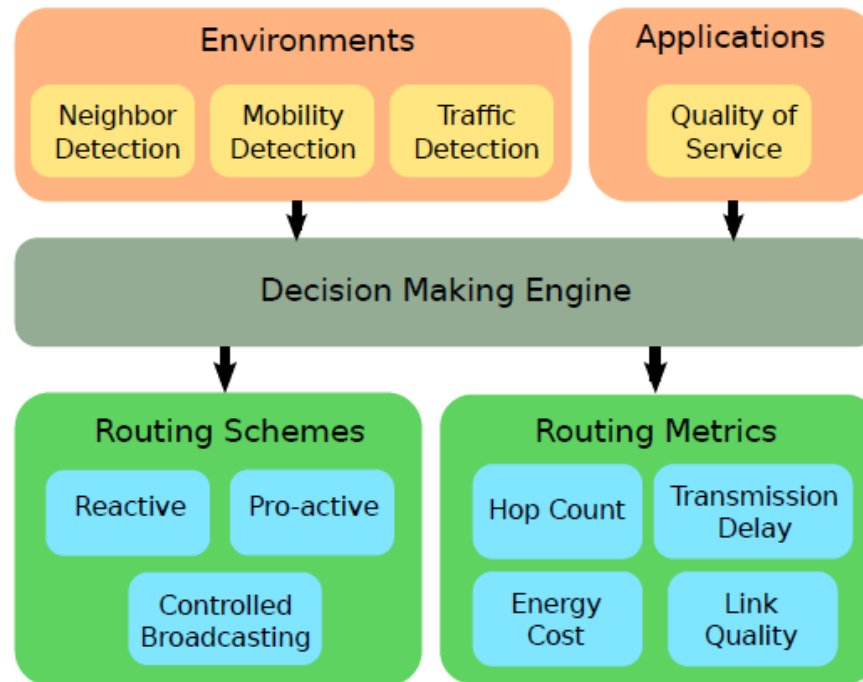 Environments
Applications
Neighbor
Detection
Mobility
Detection
Traffic
Detection
Quality of
Service
Decision Making Engine
Routing Schemes
Reactive
Pro-active
Controlled
Broadcasting
Routing Metrics
Hop Count
Transmission
Delay
Energy
Cost
Link
Quality